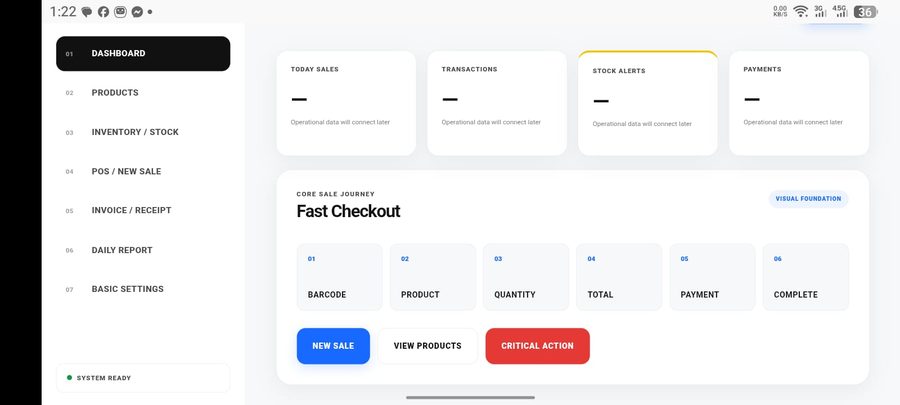 1:22
0.00 KB/S 3G 45G 36
01 DASHBOARD
02 PRODUCTS
03 INVENTORY / STOCK
04 POS / NEW SALE
05 INVOICE / RECEIPT
06 DAILY REPORT
07 BASIC SETTINGS
SYSTEM READY
TODAY SALES
—
Operational data will connect later
TRANSACTIONS
—
Operational data will connect later
STOCK ALERTS
—
Operational data will connect later
PAYMENTS
—
Operational data will connect later
CORE SALE JOURNEY
Fast Checkout
VISUAL FOUNDATION
01
BARCODE
02
PRODUCT
03
QUANTITY
04
TOTAL
05
PAYMENT
06
COMPLETE
NEW SALE
VIEW PRODUCTS
CRITICAL ACTION